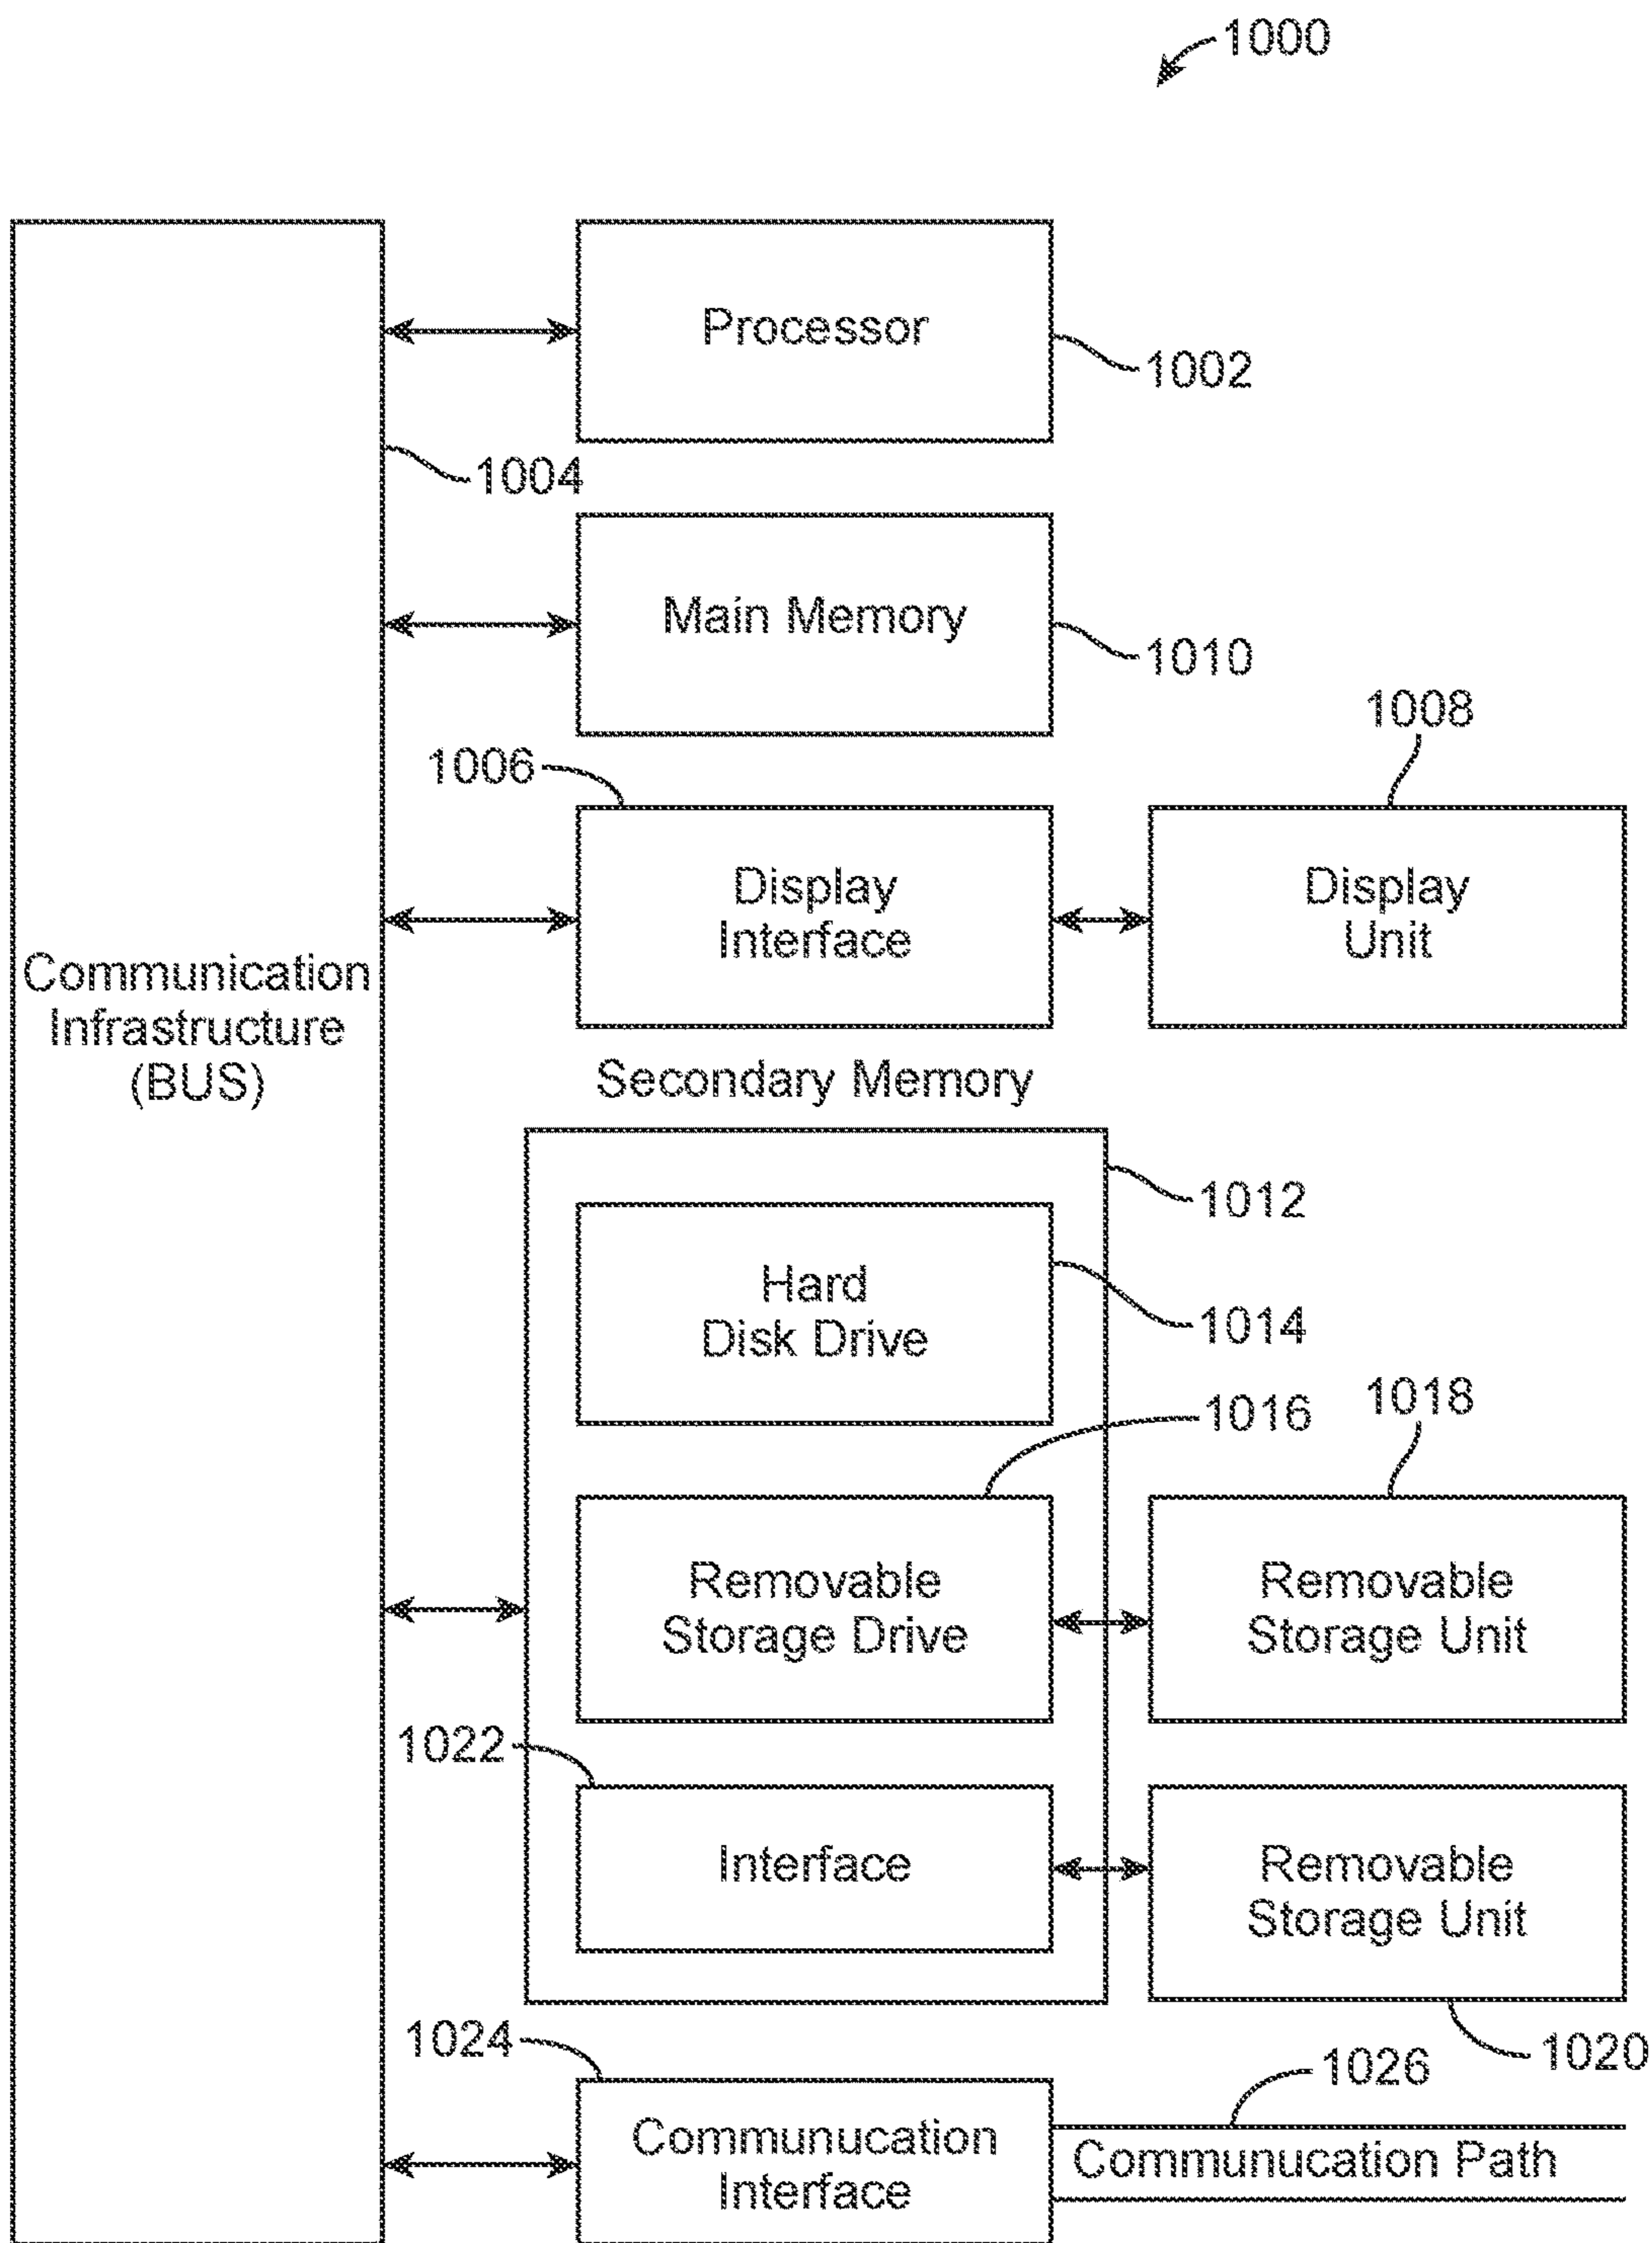 1000
Processor
1002
1004
Main Memory
1010
1008
1006
Display
Interface
Display
Unit
Communication
Infrastructure
(BUS)
Secondary Memory
1012
Hard
Disk Drive
1014
1016
1018
Removable
Storage Drive
Removable
Storage Unit
1022
Interface
Removable
Storage Unit
1020
1024
1026
Communucation
Interface
Communucation Path